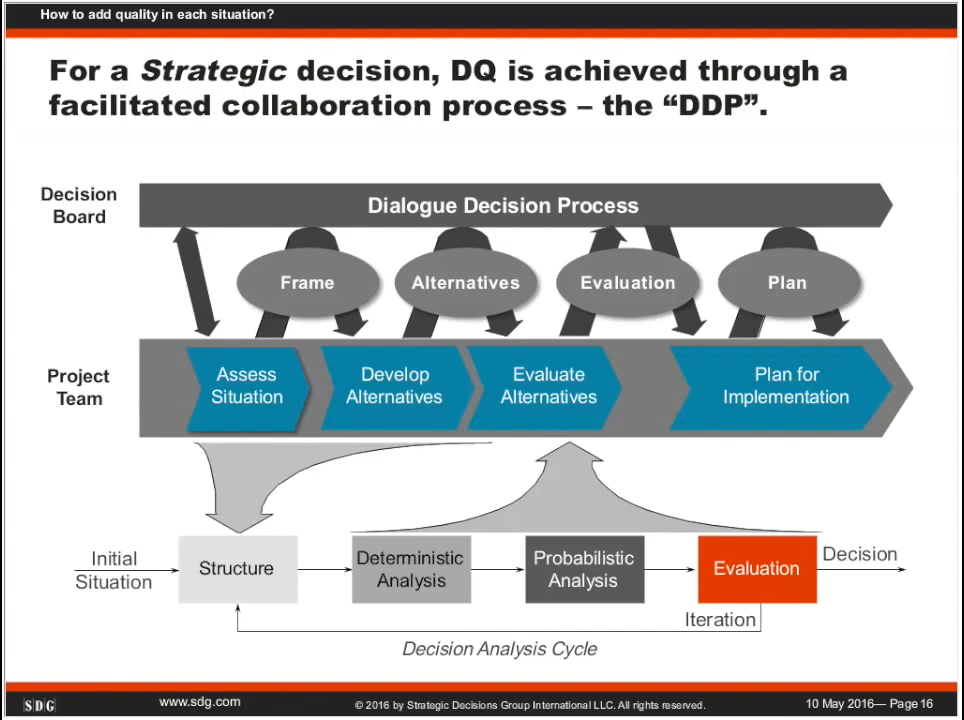 How to add quality in each situation?
For a Strategic decision, DQ is achieved through a
facilitated collaboration process – the “DDP”.
Decision
Board
Dialogue Decision Process
Frame
Alternatives
Evaluation
Plan
Project
Team
Assess
Situation
Develop
Alternatives
Evaluate
Alternatives
Plan for
Implementation
Initial
Situation
Structure
Deterministic
Analysis
Probabilistic
Analysis
Evaluation
Decision
Iteration
Decision Analysis Cycle
SDG
www.sdg.com
© 2016 by Strategic Decisions Group International LLC. All rights reserved.
10 May 2016— Page 16